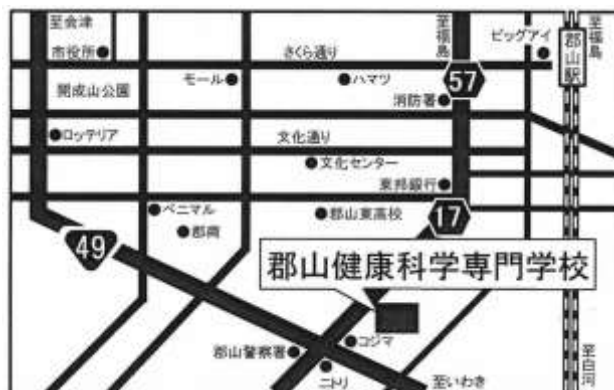 至会津
至福島
ビッグアイ
至福島
市役所
さくら通り
郡山駅
開成山公園
モール
ハマツ
57
消防署
ロッテリア
文化通り
文化センター
東邦銀行
ベニマル
郡山東高校
17
郡商
49
郡山健康科学専門学校
コジマ
郡山警察署
ニトリ
至いわき
至白河